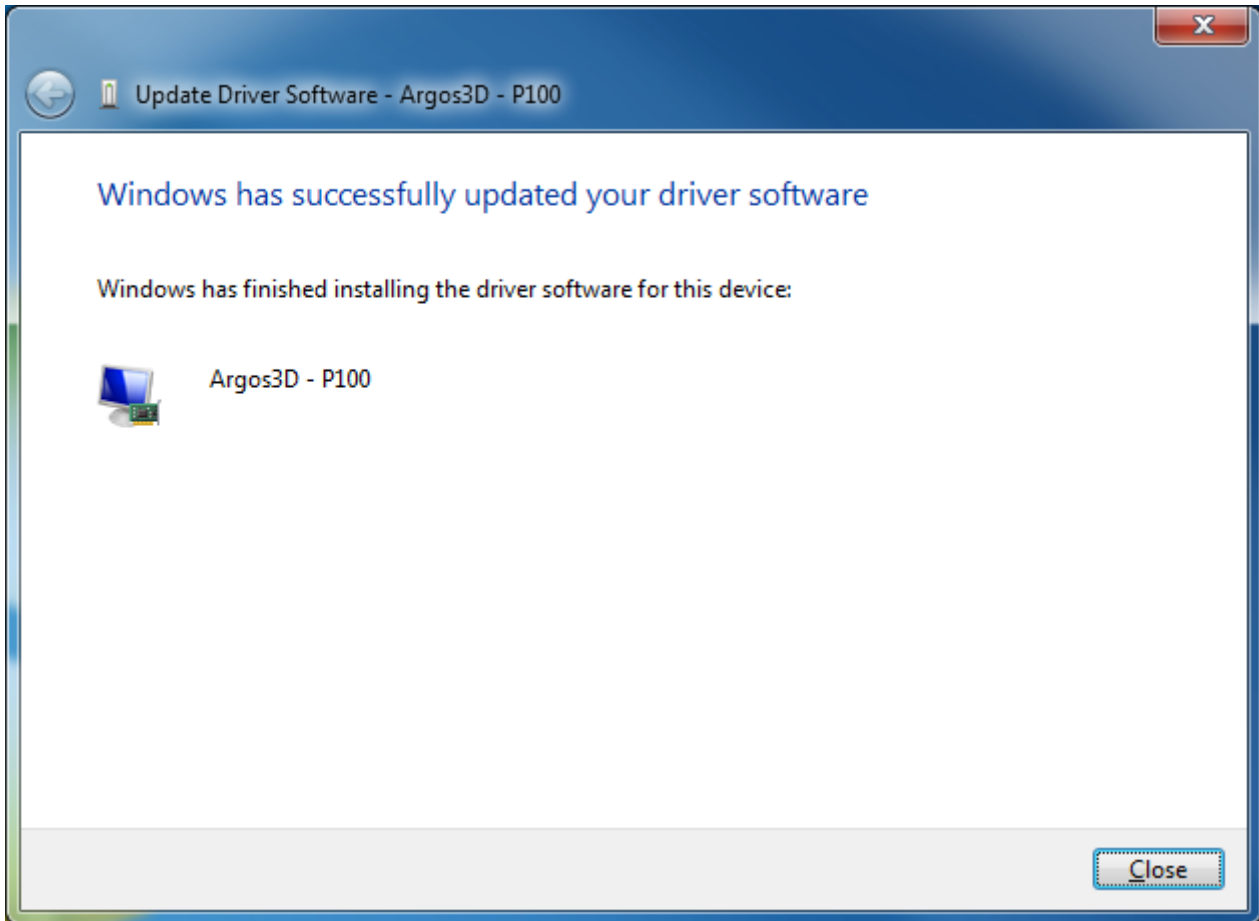 Update Driver Software - Argos3D - P100
Windows has successfully updated your driver software
Windows has finished installing the driver software for this device:
Argos3D - P100
Close